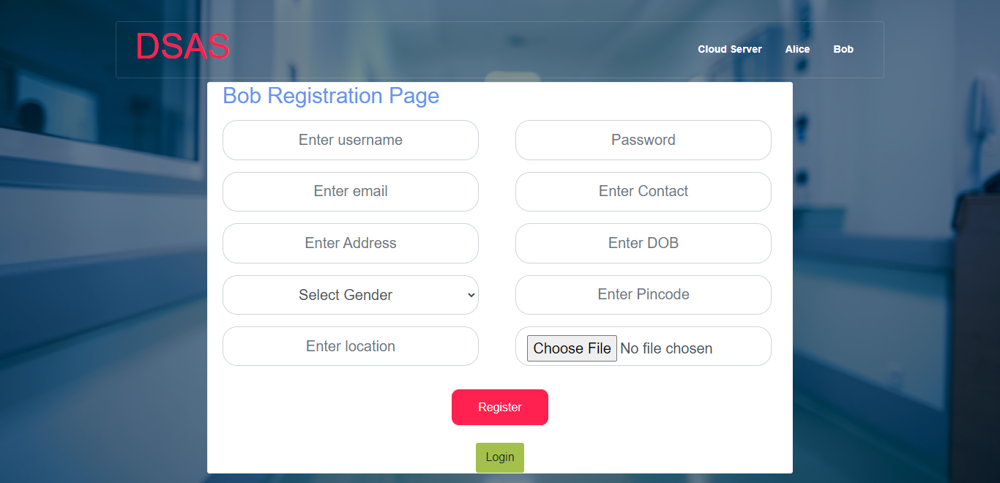 DSAS
Cloud Server Alice Bob
Bob Registration Page
Enter username
Password
Enter email
Enter Contact
Enter Address
Enter DOB
Select Gender
Enter Pincode
Enter location
Choose File No file chosen
Register
Login